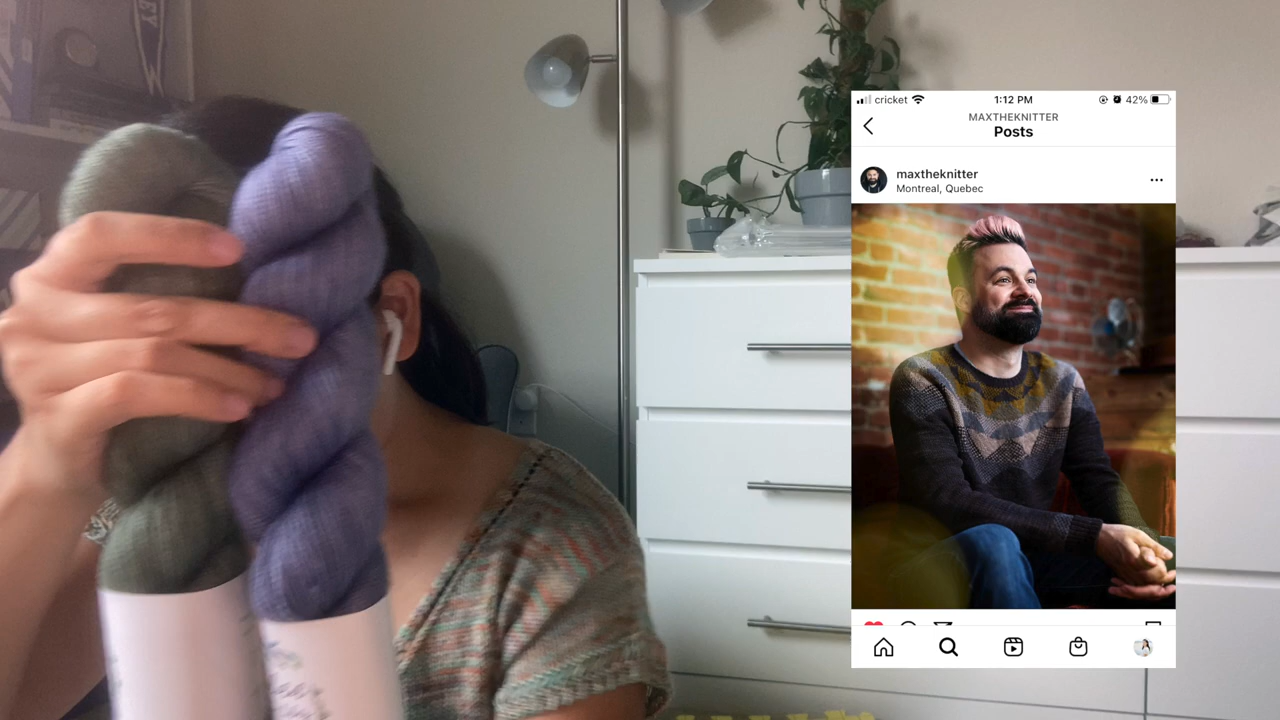 cricket
1:12 PM
42%
MAXTHEKNITTER
Posts
maxtheknitter
Montreal, Quebec